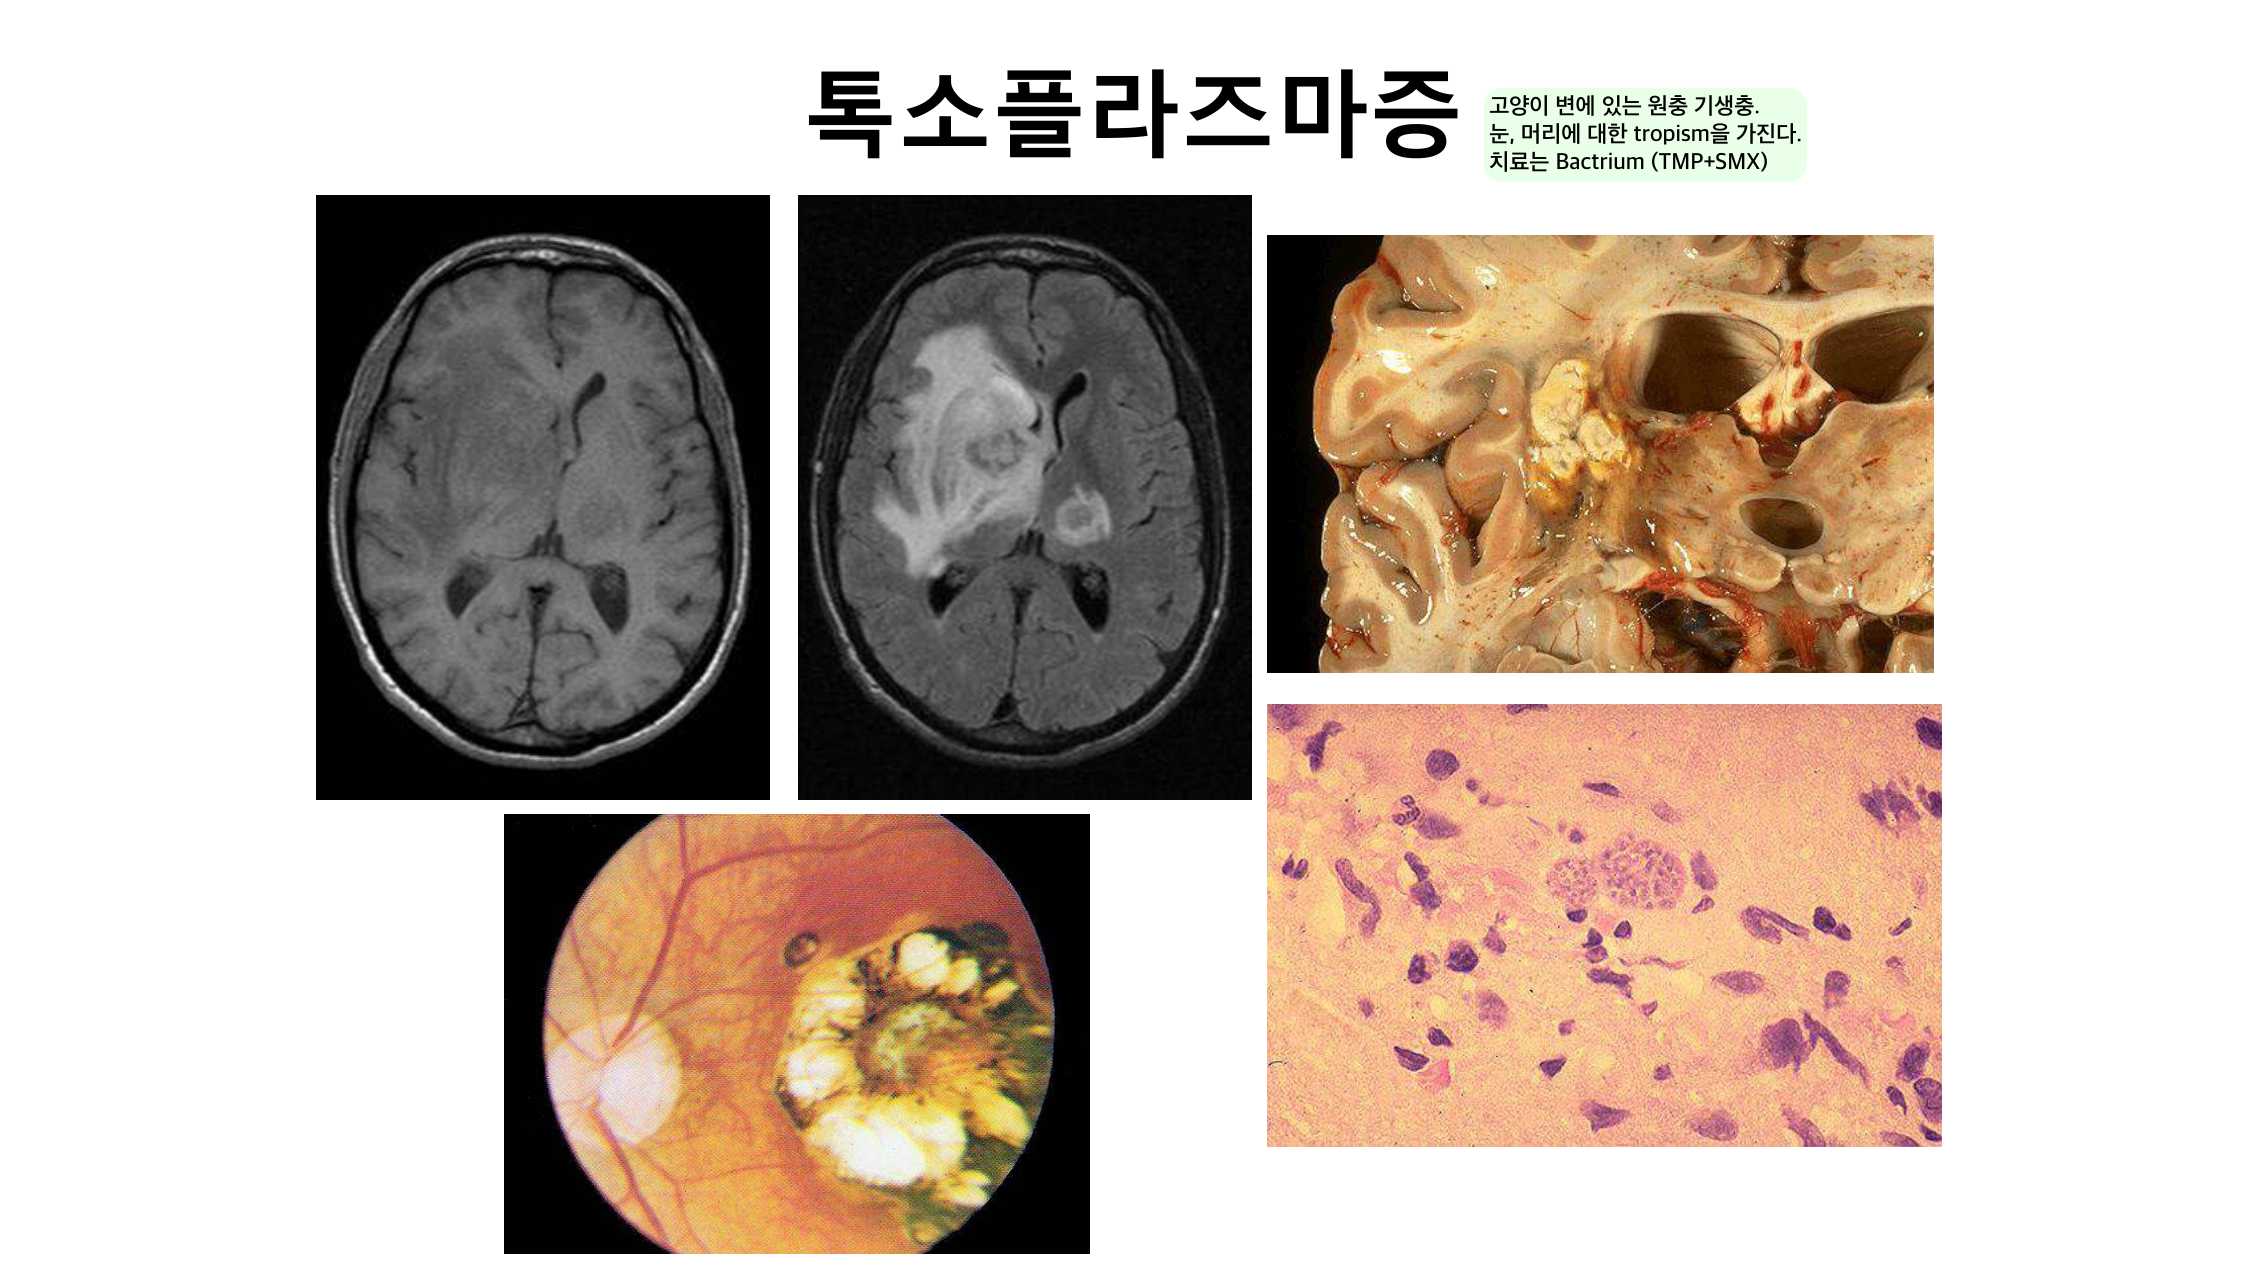 톡소플라즈마증
고양이 변에 있는 원충 기생충.
눈, 머리에 대한 tropism을 가진다.
치료는 Bactrium (TMP+SMX)